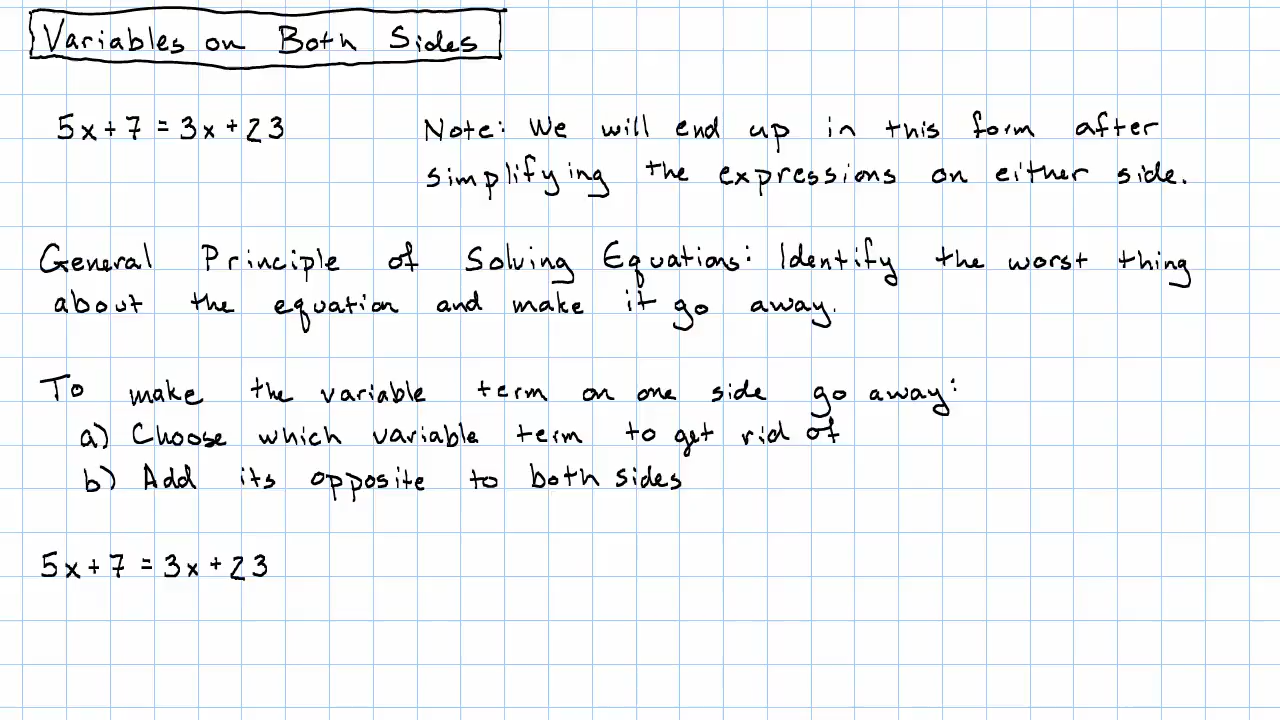 Variables on Both Sides
5x+7=3x+23
Note: We will end up in this form after
simplifying the expressions on either side.
General Principle of Solving Equations: Identify the worst thing
about the equation and make it go away.
To make the variable term on one side go away:
a) Choose which variable term to get rid of
b) Add its opposite to both sides
5x+7=3x+23